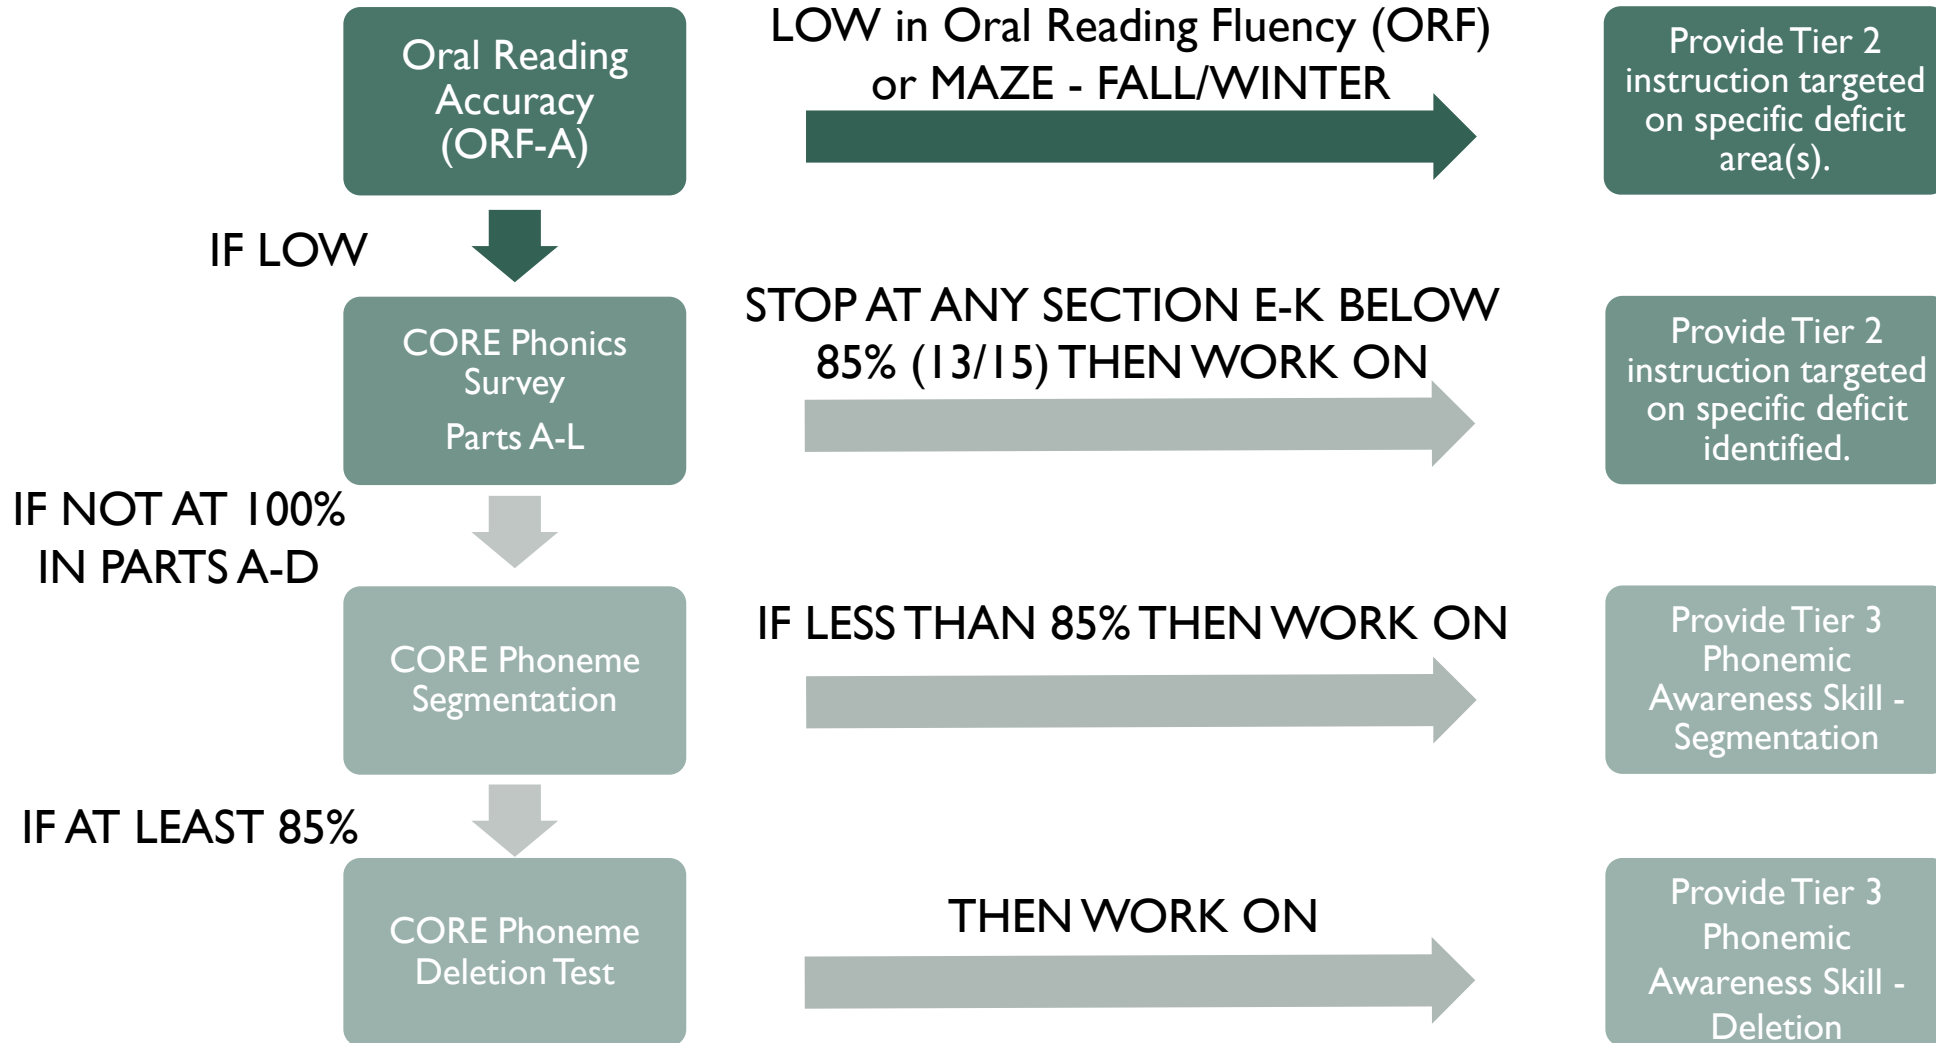 Oral Reading
Accuracy
(ORF-A)
LOW in Oral Reading Fluency (ORF)
or MAZE - FALL/WINTER
Provide Tier 2
instruction targeted
on specific deficit
area(s).
IF LOW
CORE Phonics
Survey
Parts A-L
STOP AT ANY SECTION E-K BELOW
85% (13/15) THEN WORK ON
Provide Tier 2
instruction targeted
on specific deficit
identified.
IF NOT AT 100%
IN PARTS A-D
CORE Phoneme
Segmentation
IF LESS THAN 85% THEN WORK ON
Provide Tier 3
Phonemic
Awareness Skill -
Segmentation
IF AT LEAST 85%
CORE Phoneme
Deletion Test
THEN WORK ON
Provide Tier 3
Phonemic
Awareness Skill -
Deletion